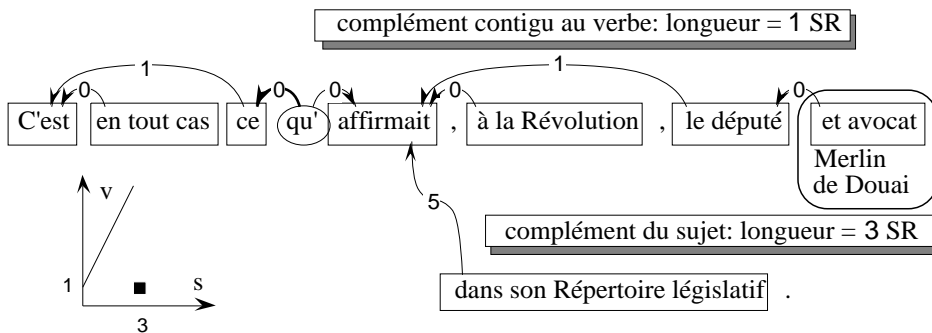 complément contigu au verbe: longueur = 1 SR
1 1
0 0 0 0 0
C'est en tout cas ce qu' affirmait , à la Révolution , le député et avocat
Merlin
de Douai
v
5
complément du sujet: longueur = 3 SR
1 s
dans son Répertoire législatif .
3